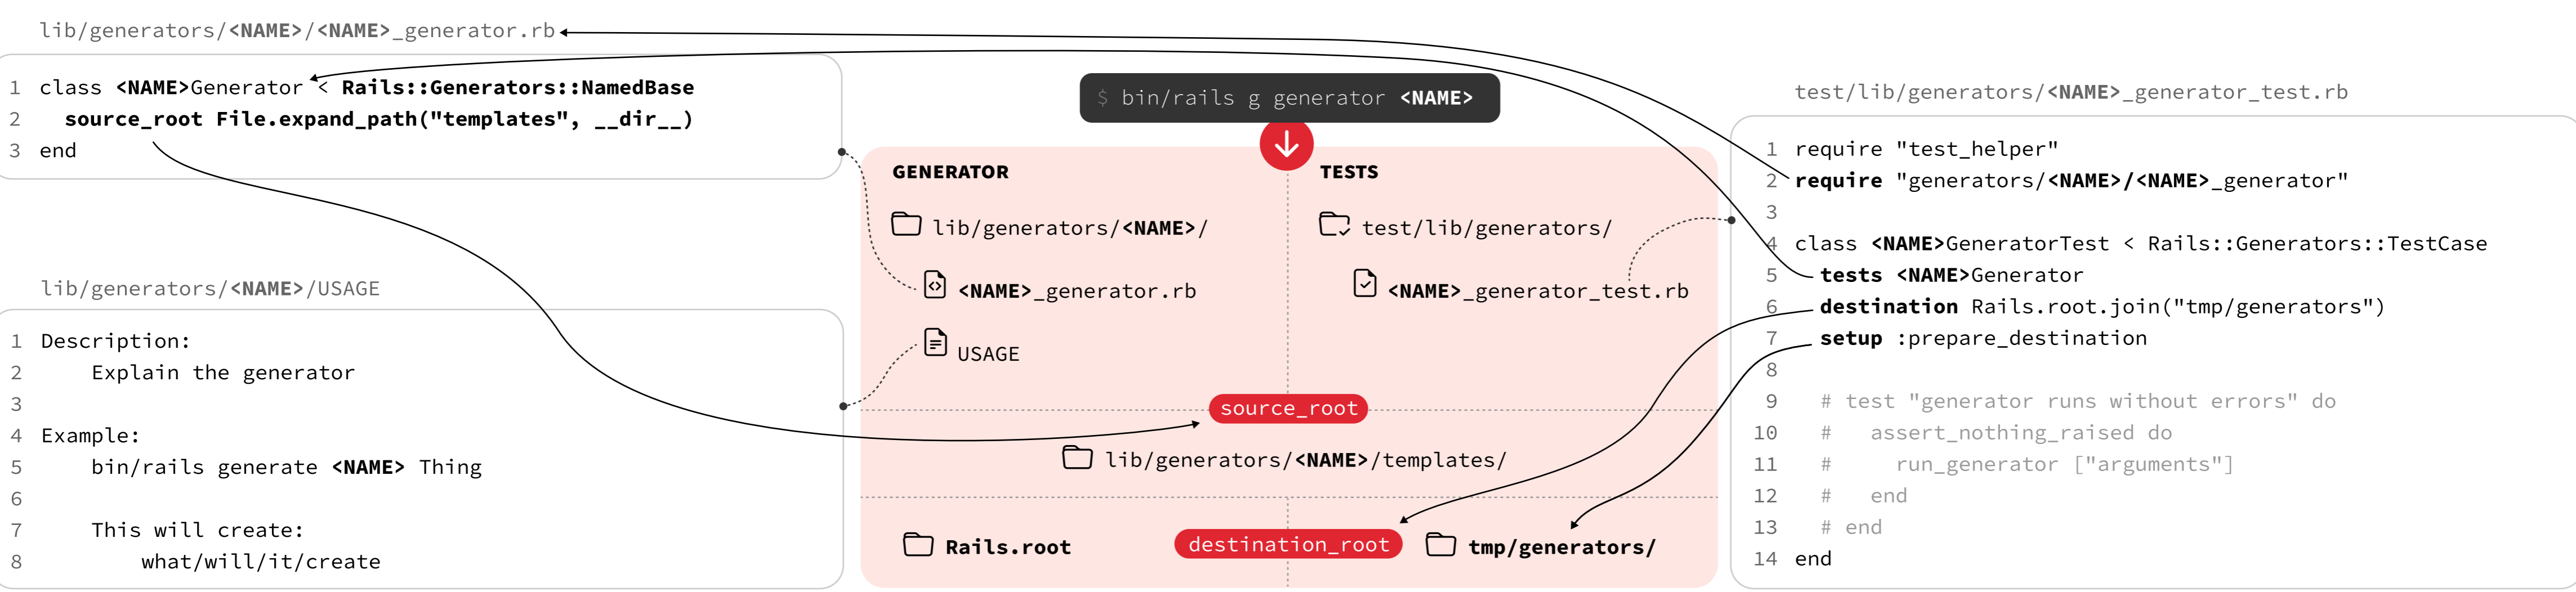 lib/generators/<NAME>/<NAME>_generator.rb
1 class <NAME>Generator < Rails::Generators::NamedBase
2   source_root File.expand_path("templates", __dir__)
3 end
lib/generators/<NAME>/USAGE
1 Description:
2     Explain the generator
3
4 Example:
5     bin/rails generate <NAME> Thing
6
7     This will create:
8         what/will/it/create
$ bin/rails g generator <NAME>
GENERATOR
lib/generators/<NAME>/
<NAME>_generator.rb
USAGE
TESTS
test/lib/generators/
<NAME>_generator_test.rb
source_root
lib/generators/<NAME>/templates/
Rails.root
destination_root
tmp/generators/
test/lib/generators/<NAME>_generator_test.rb
1 require "test_helper"
2 require "generators/<NAME>/<NAME>_generator"
3
4 class <NAME>GeneratorTest < Rails::Generators::TestCase
5   tests <NAME>Generator
6   destination Rails.root.join("tmp/generators")
7   setup :prepare_destination
8
9   # test "generator runs without errors" do
10   #   assert_nothing_raised do
11   #     run_generator ["arguments"]
12   #   end
13   # end
14 end